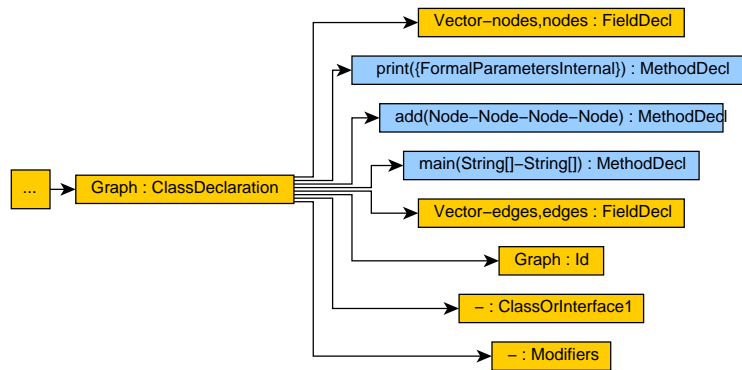 Vector−nodes,nodes : FieldDecl
print({FormalParametersInternal}) : MethodDecl
add(Node−Node−Node−Node) : MethodDecl
main(String[]−String[]) : MethodDecl
... Graph : ClassDeclaration
Vector−edges,edges : FieldDecl
Graph : Id
− : ClassOrInterface1
− : Modifiers